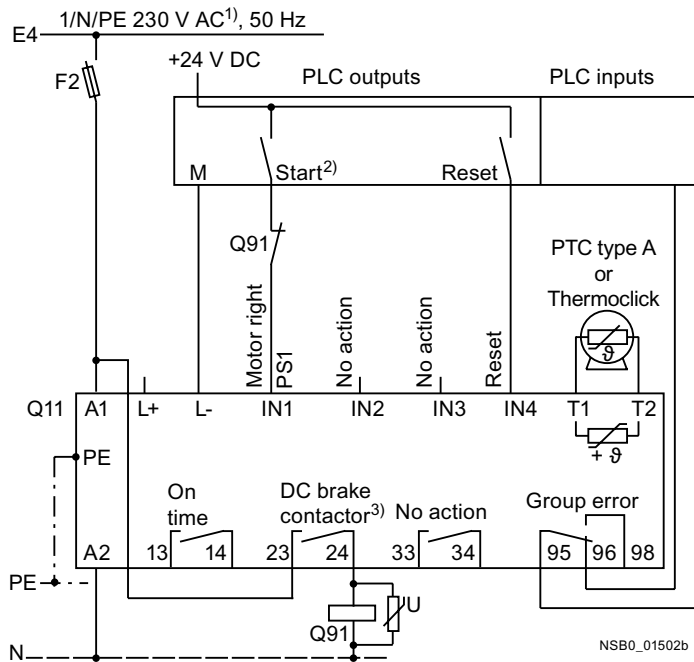 1/N/PE 230 V AC1), 50 Hz
E4
+24 V DC
F2
PLC outputs
PLC inputs
M
Start2)
Reset
Q91
PTC type A
or
Thermoclick
ϑ
Motor right
PS1
No action
No action
Reset
Q11
A1
L+
L-
IN1
IN2
IN3
IN4
T1
T2
PE
+ ϑ
On
time
DC brake
contactor3)
No action
Group error
A2
13
14
23
24
33
34
95
96
98
PE
U
Q91
N
NSB0_01502b